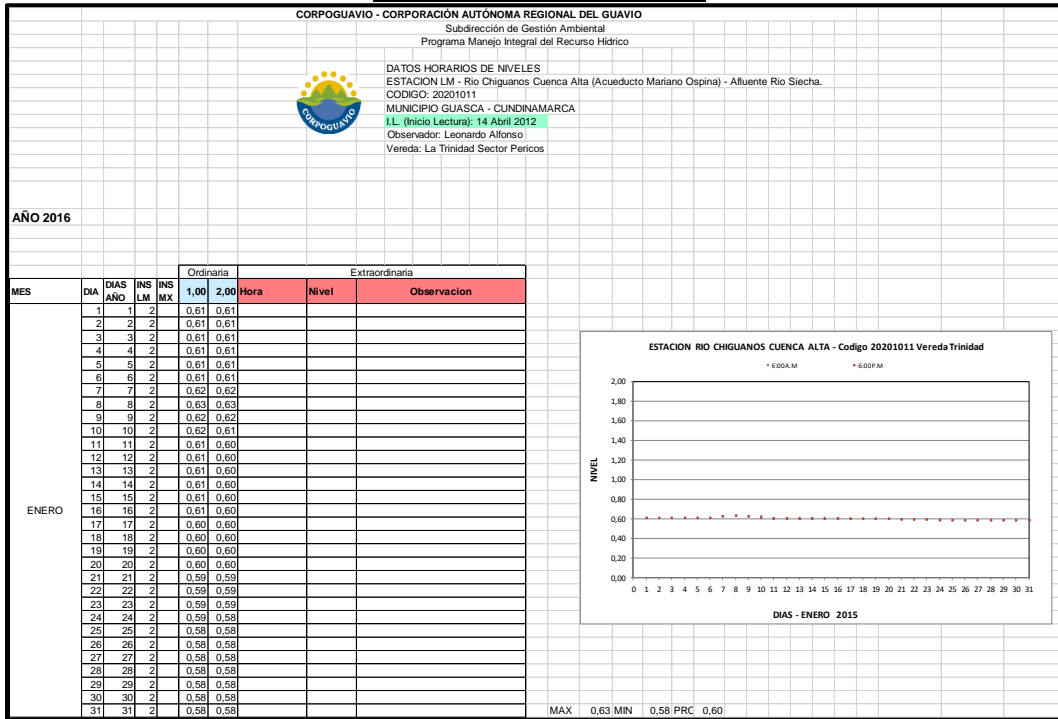 CORPOGUAVIO - CORPORACIÓN AUTÓNOMA REGIONAL DEL GUAVIO
Subdirección de Gestión Ambiental
Programa Manejo Integral del Recurso Hídrico
CORPOGUAVIO
DATOS HORARIOS DE NIVELES
ESTACION LM - Rio Chiguanos Cuenca Alta (Acueducto Mariano Ospina) - Afluente Rio Siecha.
CODIGO: 20201011
MUNICIPIO GUASCA - CUNDINAMARCA
I.L. (Inicio Lectura): 14 Abril 2012
Observador: Leonardo Alfonso
Vereda: La Trinidad Sector Pericos
AÑO 2016
Ordinaria Extraordinaria
MES DIA DIAS AÑO INS LM INS MX 1,00 2,00 Hora Nivel Observacion
ENERO
1 1 2 0,61 0,61
2 2 2 0,61 0,61
3 3 2 0,61 0,61
4 4 2 0,61 0,61
5 5 2 0,61 0,61
6 6 2 0,61 0,61
7 7 2 0,62 0,62
8 8 2 0,63 0,63
9 9 2 0,62 0,62
10 10 2 0,62 0,61
11 11 2 0,61 0,60
12 12 2 0,61 0,60
13 13 2 0,61 0,60
14 14 2 0,61 0,60
15 15 2 0,61 0,60
16 16 2 0,61 0,60
17 17 2 0,60 0,60
18 18 2 0,60 0,60
19 19 2 0,60 0,60
20 20 2 0,60 0,60
21 21 2 0,59 0,59
22 22 2 0,59 0,59
23 23 2 0,59 0,59
24 24 2 0,59 0,58
25 25 2 0,58 0,58
26 26 2 0,58 0,58
27 27 2 0,58 0,58
28 28 2 0,58 0,58
29 29 2 0,58 0,58
30 30 2 0,58 0,58
31 31 2 0,58 0,58
ESTACION RIO CHIGUANOS CUENCA ALTA - Codigo 20201011 Vereda Trinidad
6:00A.M 6:00P.M
2,00
1,80
1,60
1,40
1,20
1,00
0,80
0,60
0,40
0,20
0,00
NIVEL
0 1 2 3 4 5 6 7 8 9 10 11 12 13 14 15 16 17 18 19 20 21 22 23 24 25 26 27 28 29 30 31
DIAS - ENERO 2015
MAX 0,63 MIN 0,58 PRC 0,60